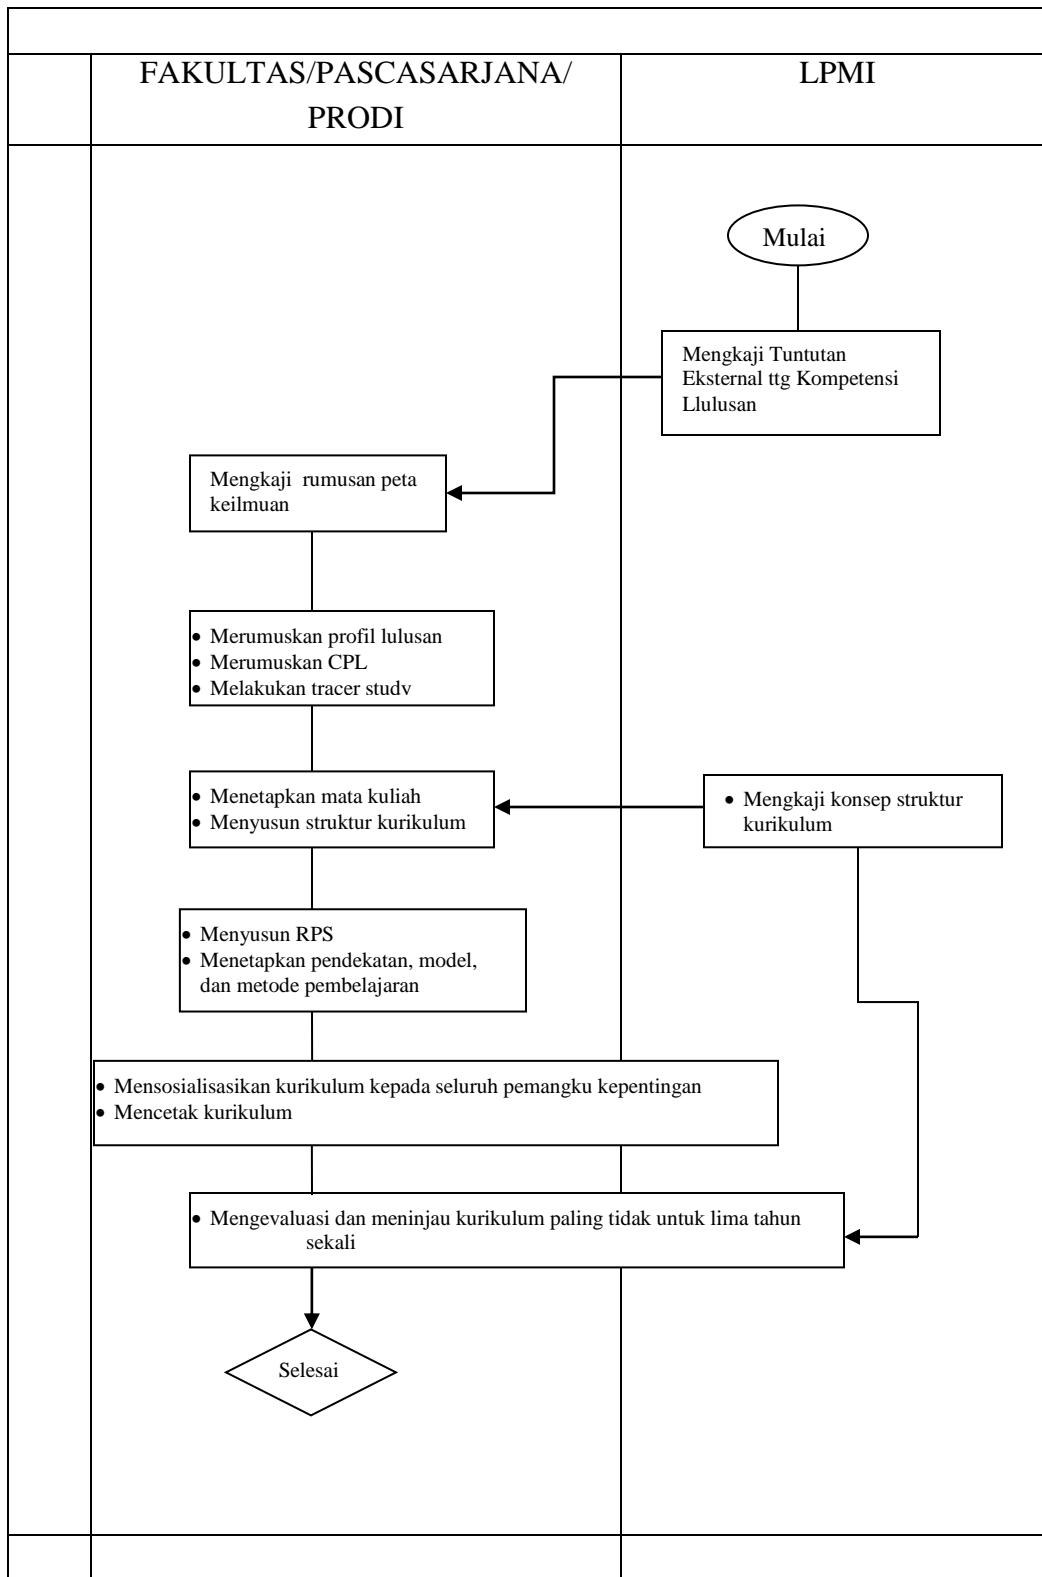 FAKULTAS/PASCASARJANA/
PRODI
LPMI
Mulai
Mengkaji Tuntutan
Eksternal ttg Kompetensi
Llulusan
Mengkaji rumusan peta
keilmuan
• Merumuskan profil lulusan
• Merumuskan CPL
• Melakukan tracer study
• Menetapkan mata kuliah
• Menyusun struktur kurikulum
• Mengkaji konsep struktur
kurikulum
• Menyusun RPS
• Menetapkan pendekatan, model,
dan metode pembelajaran
• Mensosialisasikan kurikulum kepada seluruh pemangku kepentingan
• Mencetak kurikulum
• Mengevaluasi dan meninjau kurikulum paling tidak untuk lima tahun
sekali
Selesai